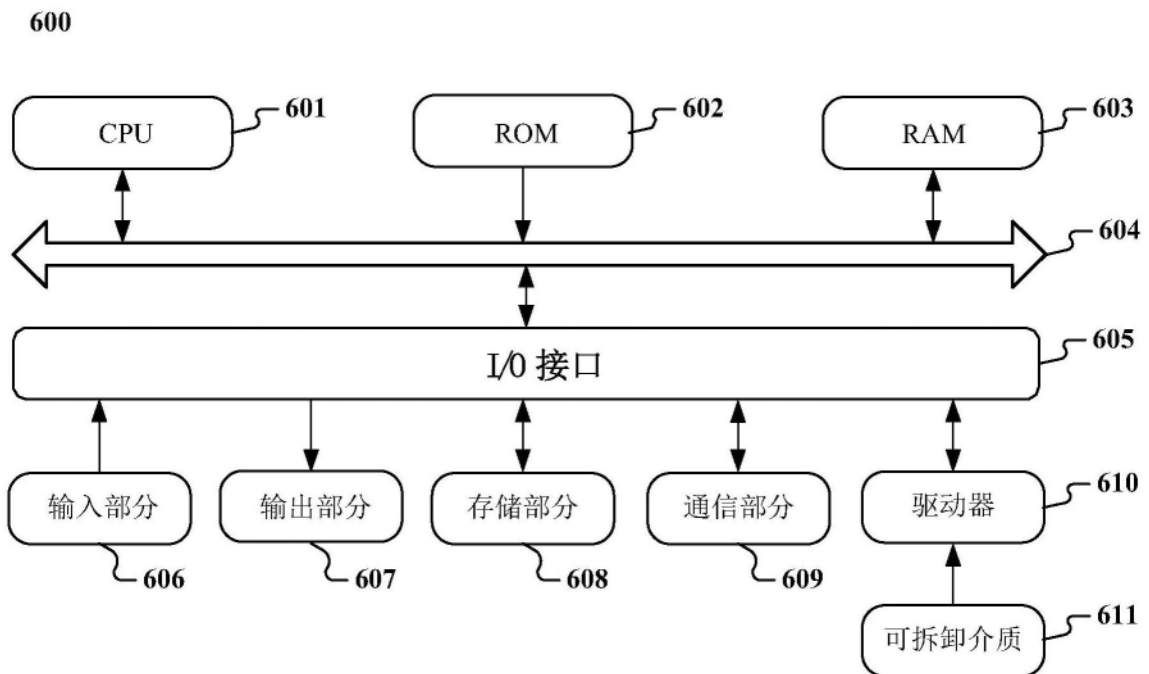 600
CPU
601
ROM
602
RAM
603
604
I/O 接口
605
输入部分
输出部分
存储部分
通信部分
驱动器
610
606
607
608
609
可拆卸介质
611